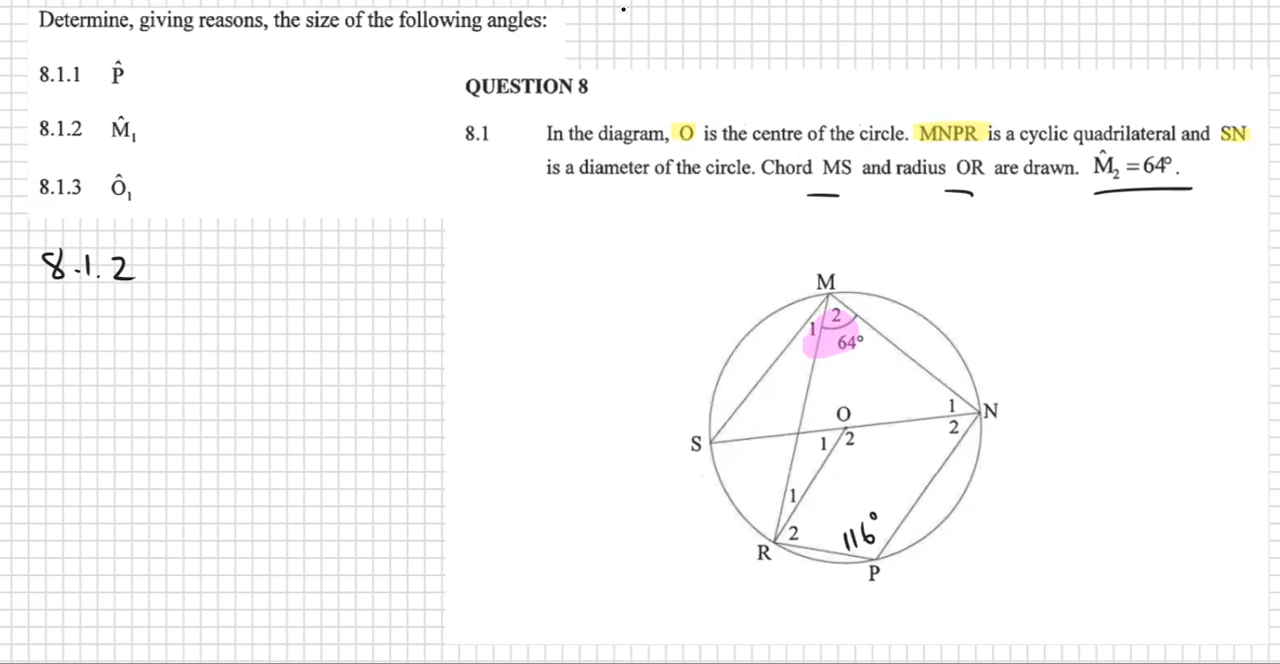 Determine, giving reasons, the size of the following angles:
8.1.1 P̂
8.1.2 M̂₁
8.1.3 Ô₁
8.1.2
QUESTION 8
8.1 In the diagram, O is the centre of the circle. MNPR is a cyclic quadrilateral and SN
is a diameter of the circle. Chord MS and radius OR are drawn. M̂₂ = 64°.
M
1 2
64°
O
1 N
2
S
1 2
1
2 116°
R
P